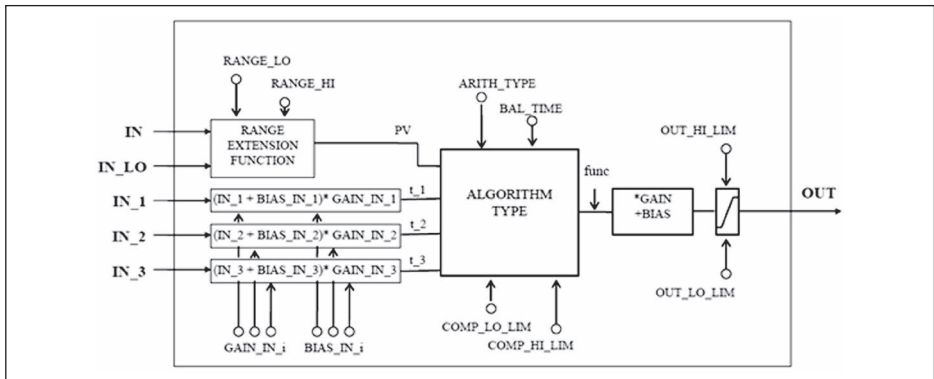 RANGE_LO
RANGE_HI
ARITH_TYPE
BAL_TIME
IN
RANGE
EXTENSION
FUNCTION
PV
OUT_HI_LIM
IN_LO
func
IN_1
(IN_1 + BIAS_IN_1)* GAIN_IN_1
t_1
ALGORITHM
TYPE
*GAIN
+BIAS
OUT
IN_2
(IN_2 + BIAS_IN_2)* GAIN_IN_2
t_2
IN_3
(IN_3 + BIAS_IN_3)* GAIN_IN_3
t_3
OUT_LO_LIM
COMP_LO_LIM
COMP_HI_LIM
GAIN_IN_i
BIAS_IN_i